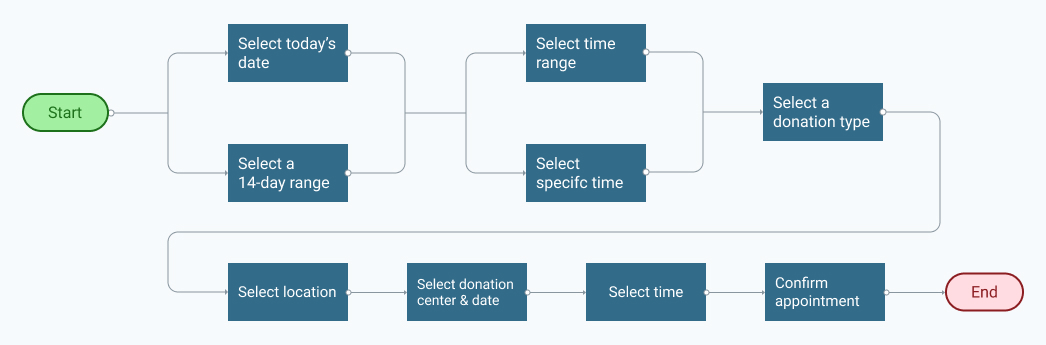 Start
Select today's
date
Select a
14-day range
Select time
range
Select
specifc time
Select a
donation type
Select location
Select donation
center & date
Select time
Confirm
appointment
End